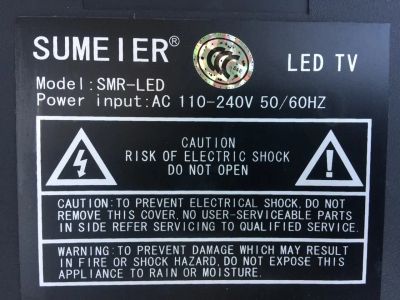 SUMEIER®
LED TV
Model:SMR-LED
Power input:AC 110-240V 50/60HZ
CAUTION
RISK OF ELECTRIC SHOCK
DO NOT OPEN
CAUTION: TO PREVENT ELECTRICAL SHOCK, DO NOT
REMOVE THIS COVER, NO USER-SERVICEABLE PARTS
IN SIDE REFER SERVICING TO QUALIFIED SERVICE.
WARNING: TO PREVENT DAMAGE WHICH MAY RESULT
IN FIRE OR SHOCK HAZARD, DO NOT EXPOSE THIS
APPLIANCE TO RAIN OR MOISTURE.